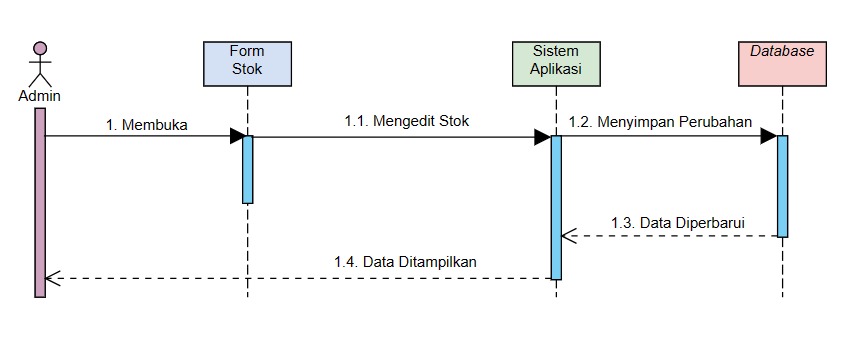 Form
Stok
Sistem
Aplikasi
Database
Admin
1. Membuka
1.1. Mengedit Stok
1.2. Menyimpan Perubahan
1.3. Data Diperbarui
1.4. Data Ditampilkan